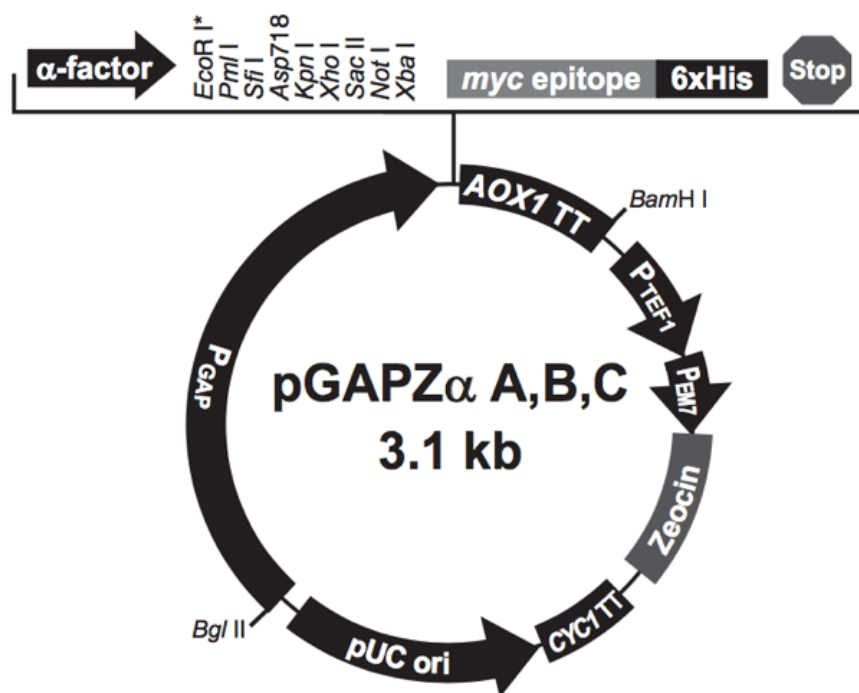 α-factor
EcoR I*
Pml I
Sfi I
Asp718
Kpn I
Xho I
Sac II
Not I
Xba I
myc epitope
6xHis
Stop
AOX1 TT
BamH I
PTEF1
PEM7
Zeocin
CYC1 TT
pUC ori
Bgl II
PGAP
pGAPZα A,B,C
3.1 kb